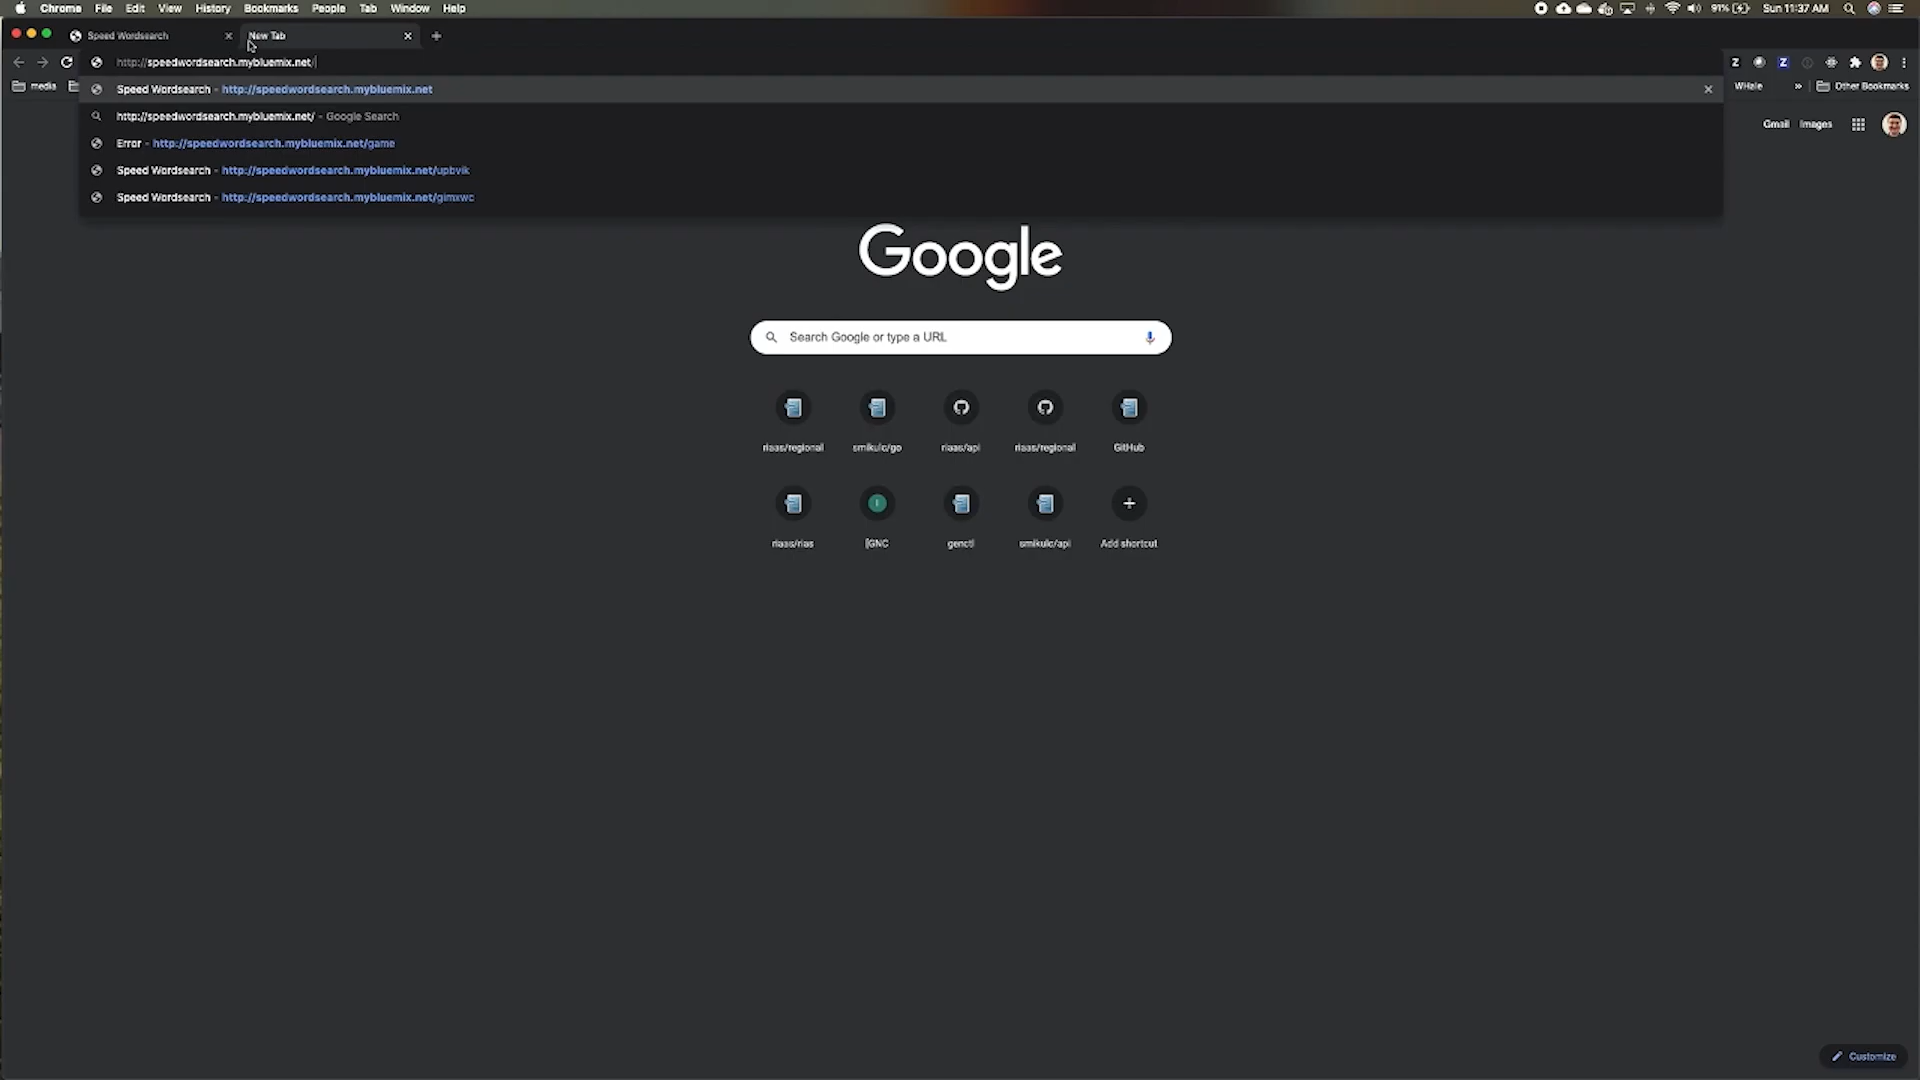 Chrome File Edit View History Bookmarks People Tab Window Help 91% Sun 11:37 AM
Speed Wordsearch New Tab
http://speedwordsearch.mybluemix.net/
media WHale » Other Bookmarks
Speed Wordsearch - http://speedwordsearch.mybluemix.net
http://speedwordsearch.mybluemix.net/ - Google Search
Error - http://speedwordsearch.mybluemix.net/game
Speed Wordsearch - http://speedwordsearch.mybluemix.net/upbvik
Speed Wordsearch - http://speedwordsearch.mybluemix.net/gimxwc
Gmail Images
Google
Search Google or type a URL
riaas/regional smikulc/go riaas/api riaas/regional GitHub
riaas/rias [GNC genctl smikulc/api Add shortcut
Customize